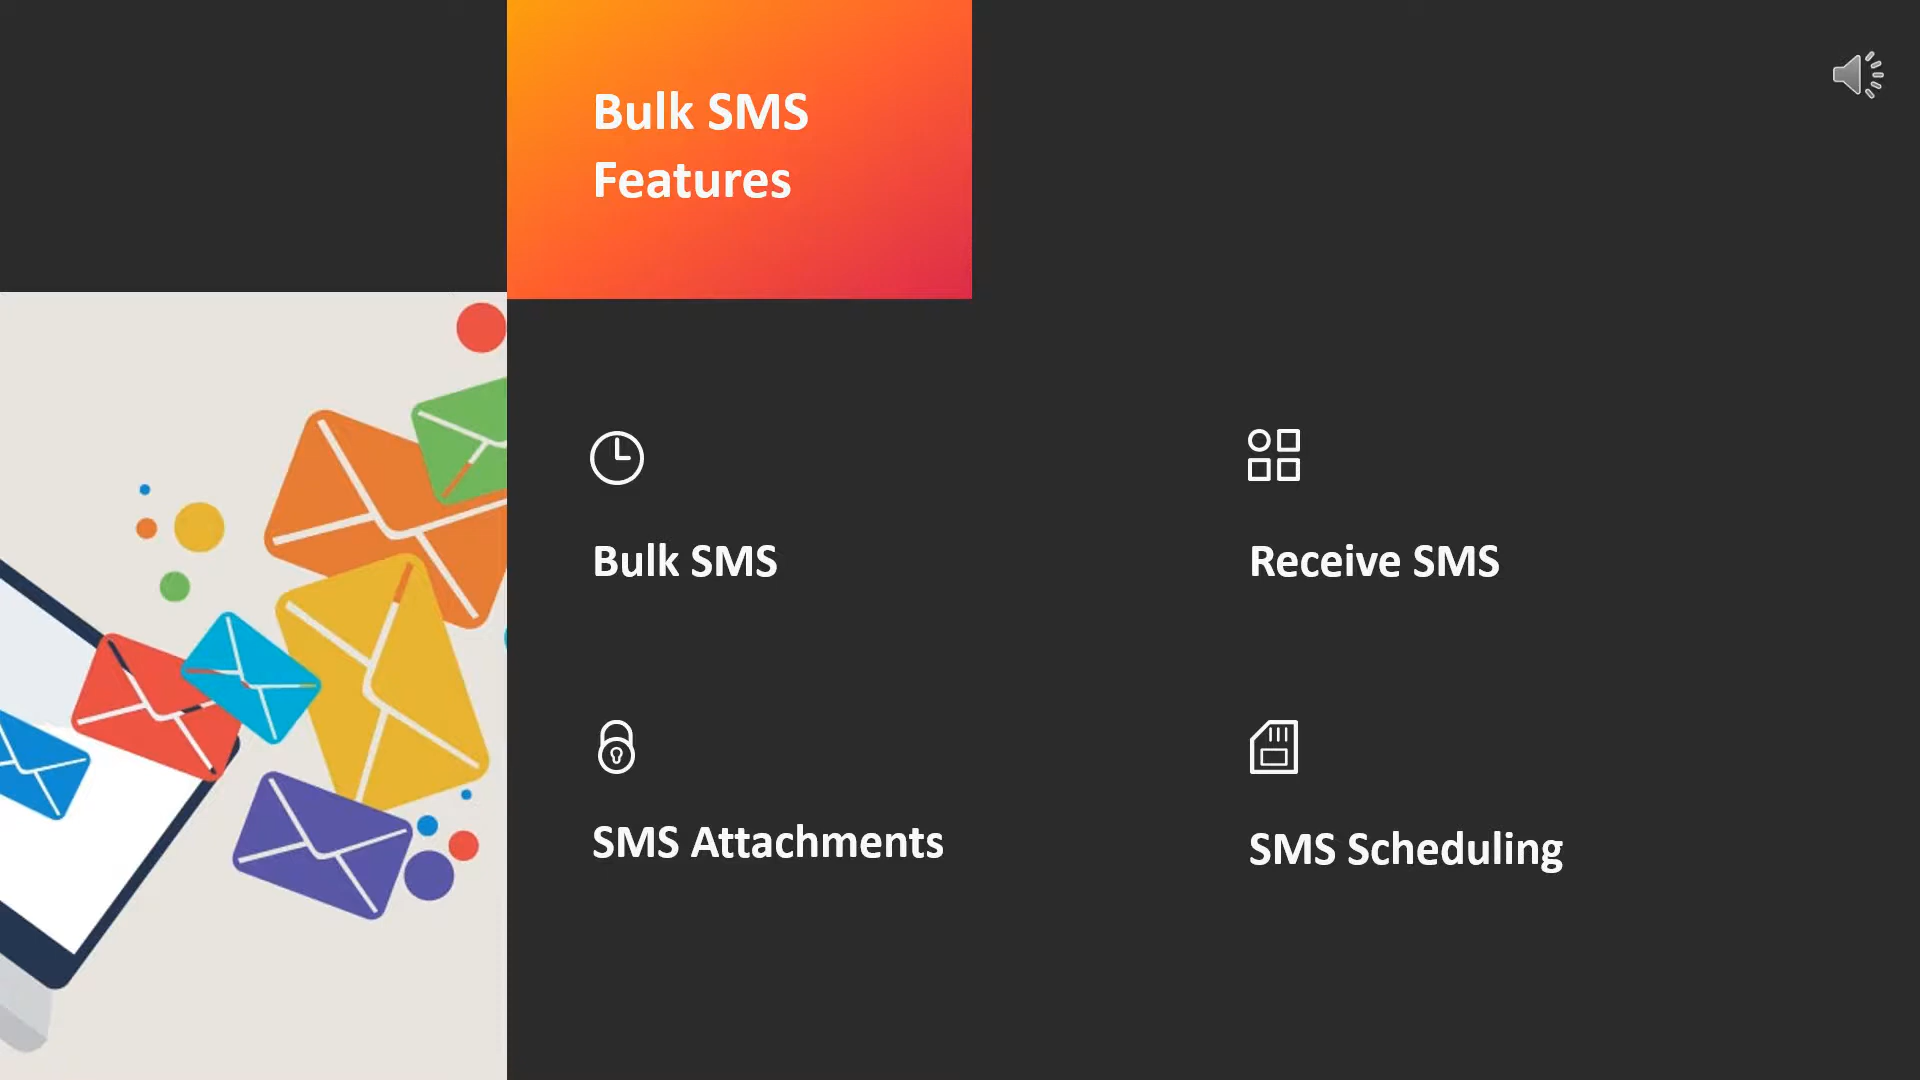 Bulk SMS
Features
Bulk SMS
Receive SMS
SMS Attachments
SMS Scheduling